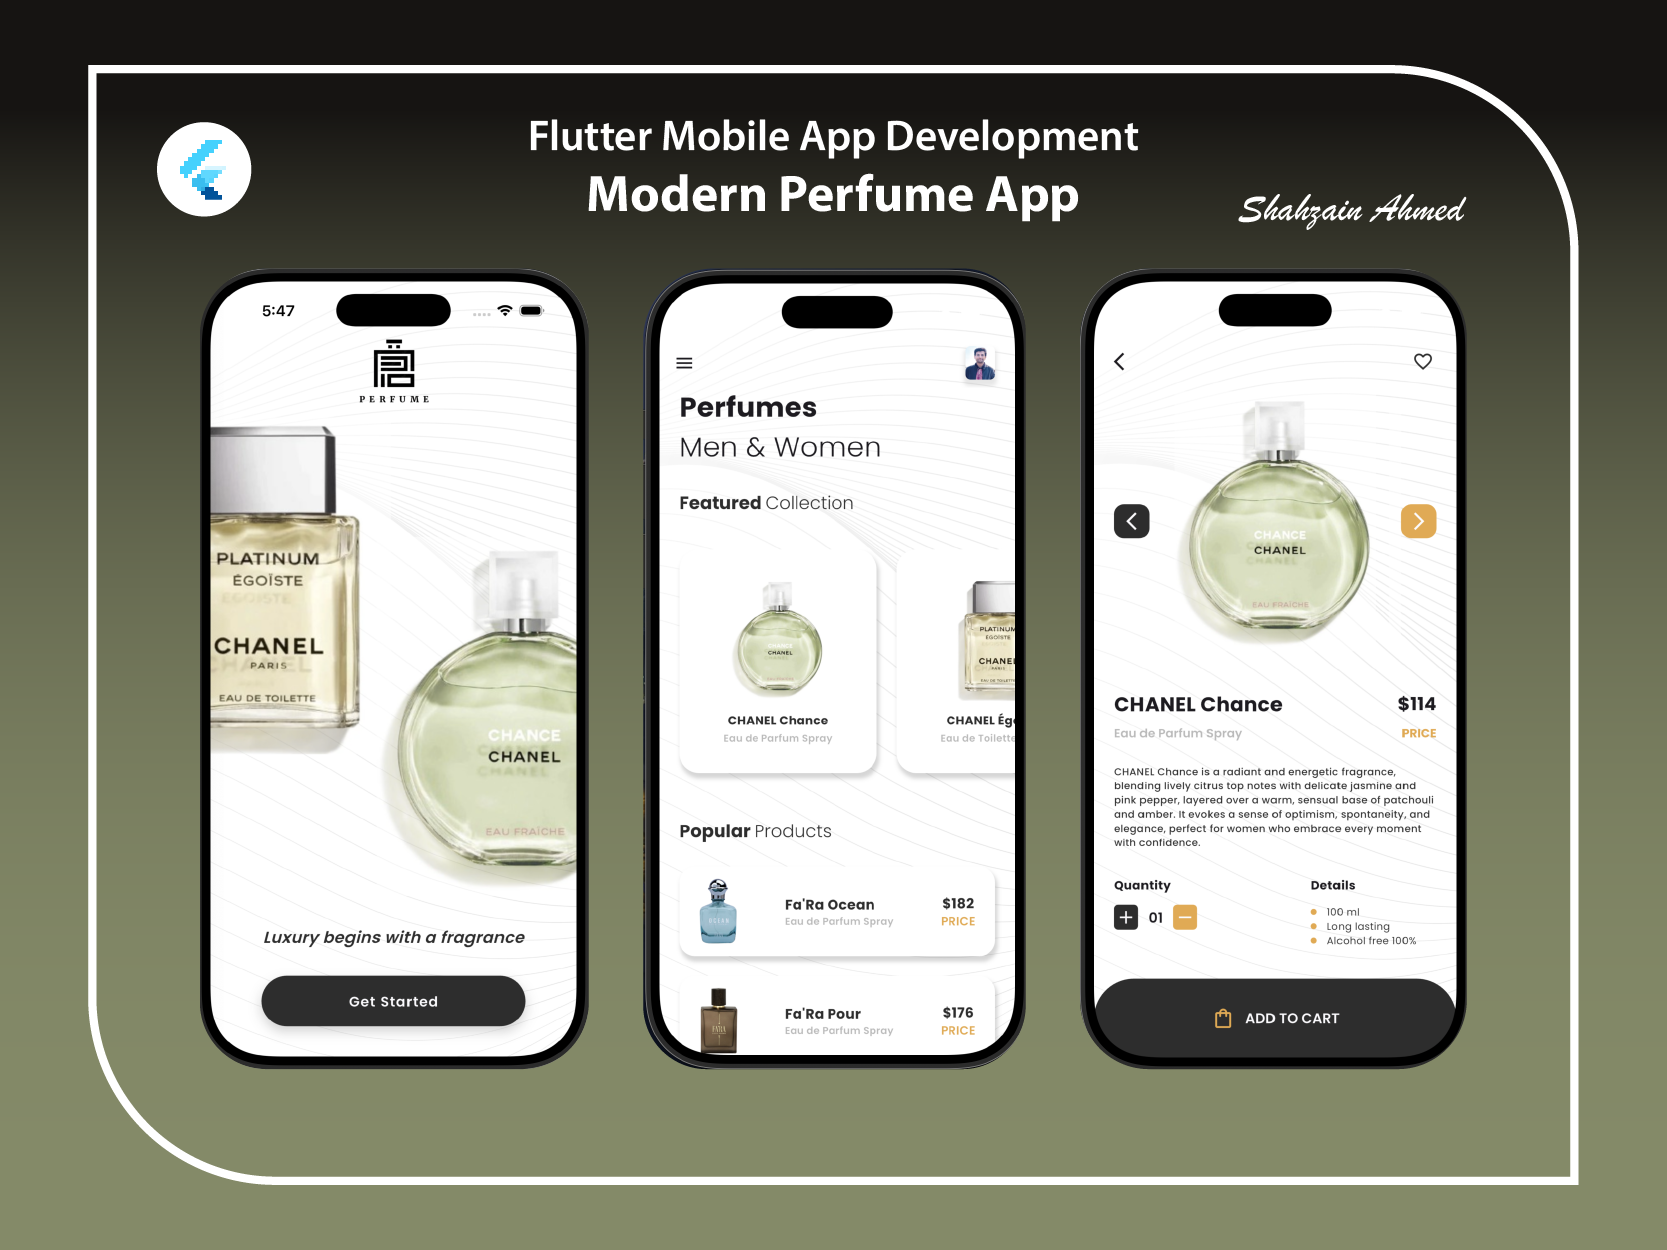 Flutter Mobile App Development
Modern Perfume App
Shahzain Ahmed
5:47
PERFUME
PLATINUM
ÉGOÏSTE
CHANEL
PARIS
EAU DE TOILETTE
CHANCE
CHANEL
EAU FRAÎCHE
Luxury begins with a fragrance
Get Started
Perfumes
Men & Women
Featured Collection
CHANCE
CHANEL
CHANEL Chance
Eau de Parfum Spray
PLATINUM
ÉGOÏSTE
CHANEL
CHANEL Égo
Eau de Toilette
Popular Products
Fa'Ra Ocean
Eau de Parfum Spray
$182
PRICE
Fa'Ra Pour
Eau de Parfum Spray
$176
PRICE
CHANCE
CHANEL
EAU FRAÎCHE
CHANEL Chance
$114
Eau de Parfum Spray
PRICE
CHANEL Chance is a radiant and energetic fragrance,
blending lively citrus top notes with delicate jasmine and
pink pepper, layered over a warm, sensual base of patchouli
and amber. It evokes a sense of optimism, spontaneity, and
elegance, perfect for women who embrace every moment
with confidence.
Quantity
01
Details
100 ml
Long lasting
Alcohol free 100%
ADD TO CART